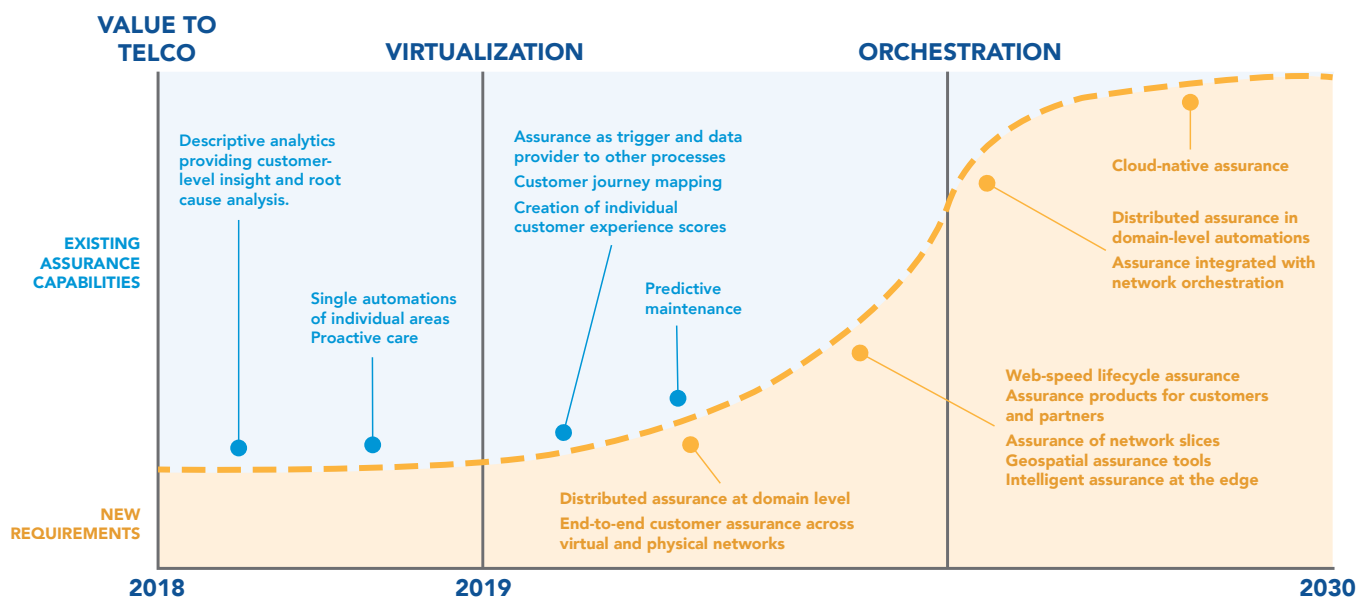 VALUE TO
TELCO
VIRTUALIZATION
ORCHESTRATION
EXISTING
ASSURANCE
CAPABILITIES
Descriptive analytics
providing customer-
level insight and root
cause analysis.
Single automations
of individual areas
Proactive care
Assurance as trigger and data
provider to other processes
Customer journey mapping
Creation of individual
customer experience scores
Predictive
maintenance
Cloud-native assurance
Distributed assurance in
domain-level automations
Assurance integrated with
network orchestration
Web-speed lifecycle assurance
Assurance products for customers
and partners
Assurance of network slices
Geospatial assurance tools
Intelligent assurance at the edge
NEW
REQUIREMENTS
Distributed assurance at domain level
End-to-end customer assurance across
virtual and physical networks
2018
2019
2030